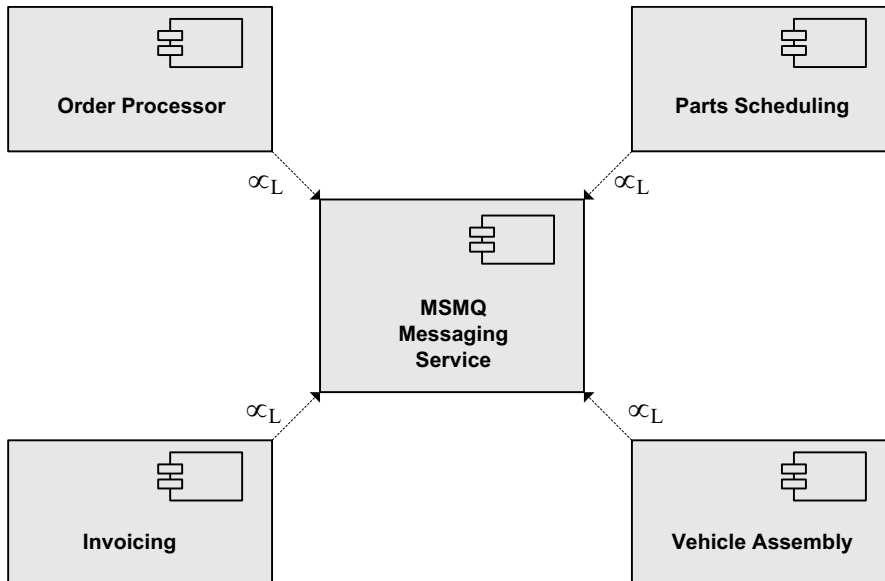 Order Processor
Parts Scheduling
∝L
∝L
MSMQ
Messaging
Service
∝L
∝L
Invoicing
Vehicle Assembly